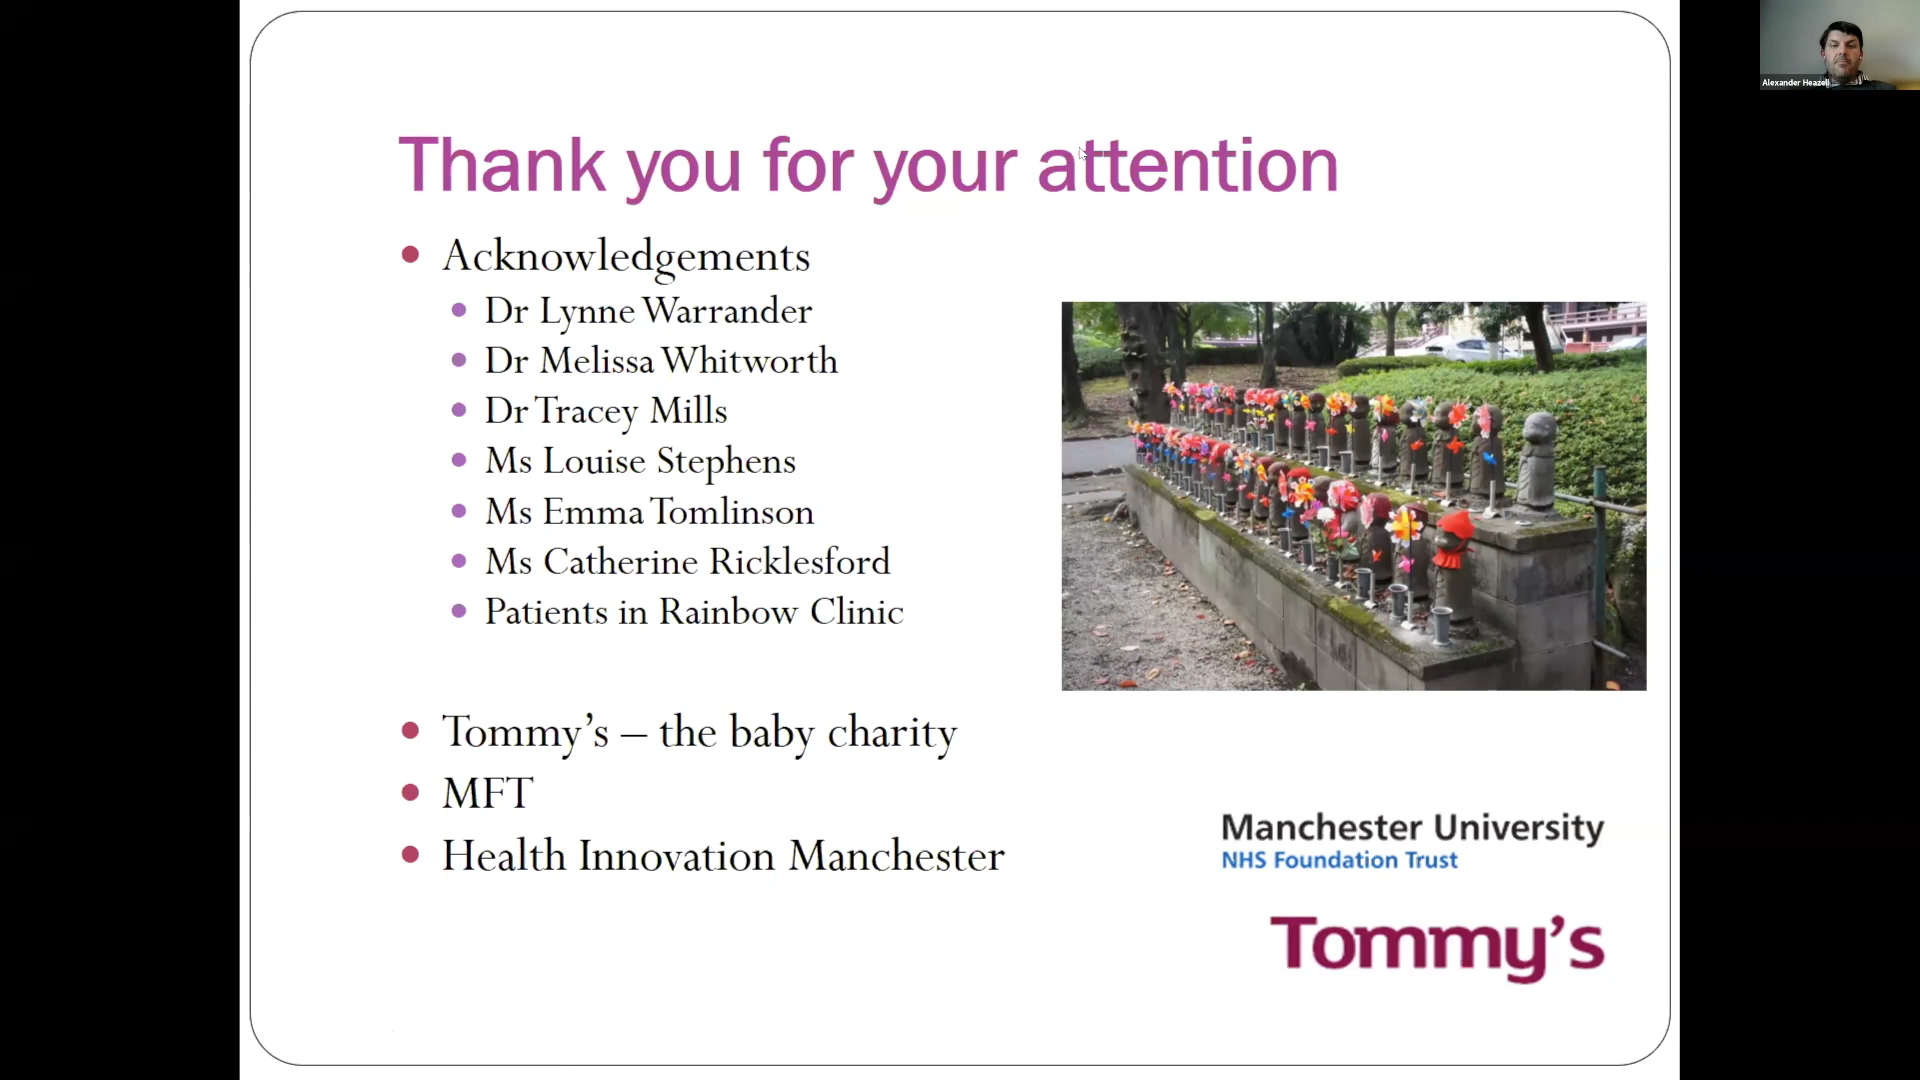 Thank you for your attention
Acknowledgements
Dr Lynne Warrander
Dr Melissa Whitworth
Dr Tracey Mills
Ms Louise Stephens
Ms Emma Tomlinson
Ms Catherine Ricklesford
Patients in Rainbow Clinic
Tommy’s – the baby charity
MFT
Health Innovation Manchester
Manchester University
NHS Foundation Trust
Tommy’s
Alexander Heazell